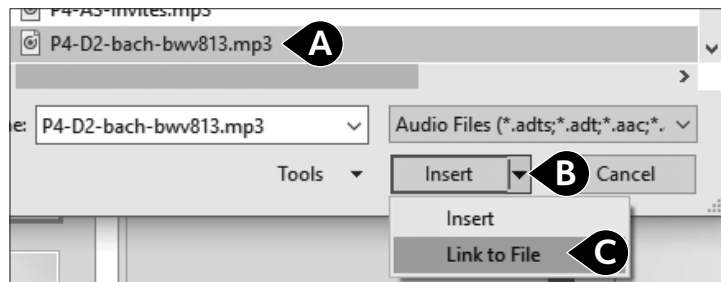 P4-A3-invites.mp3
P4-D2-bach-bwv813.mp3 A
e: P4-D2-bach-bwv813.mp3 Audio Files (*.adts;*.adt;*.aac;*.
Tools Insert B Cancel
Insert
Link to File C